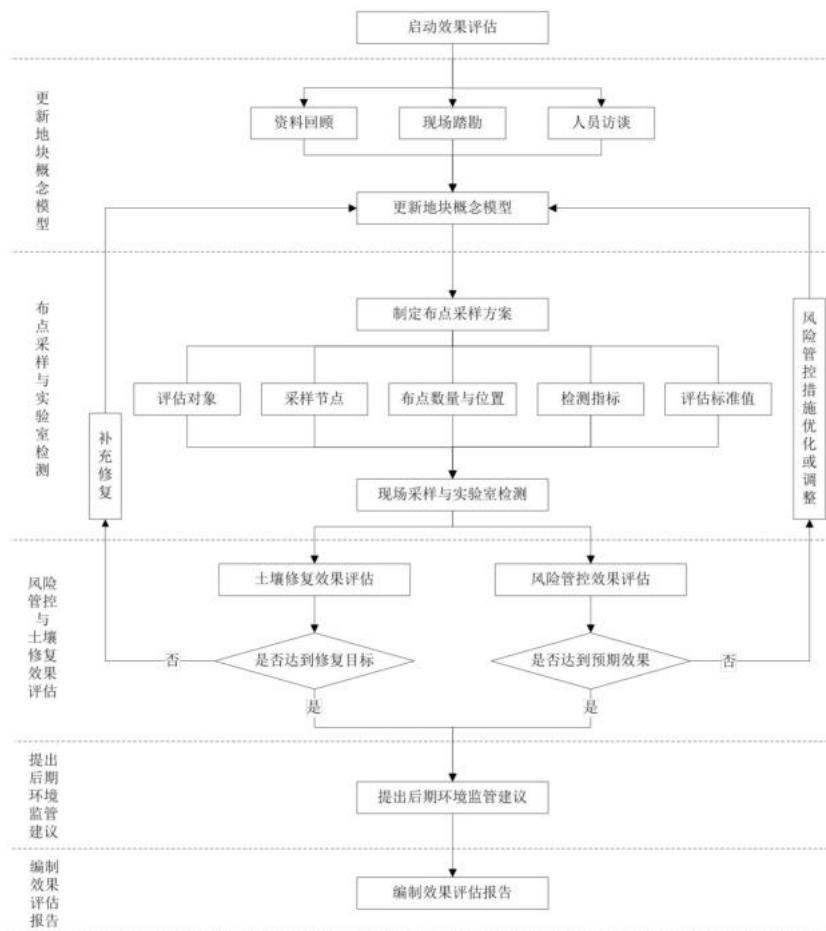 启动效果评估
更新地块概念模型
资料回顾
现场踏勘
人员访谈
更新地块概念模型
布点采样与实验室检测
制定布点采样方案
评估对象
采样节点
布点数量与位置
检测指标
评估标准值
补充修复
风险管控措施优化或调整
现场采样与实验室检测
风险
管控
与
土壤
修复
效果
评估
土壤修复效果评估
风险管控效果评估
否
是否达到修复目标
是否达到预期效果
否
是
是
提出
后期
环境
监管
建议
提出后期环境监管建议
编制
效果
评估
报告
编制效果评估报告